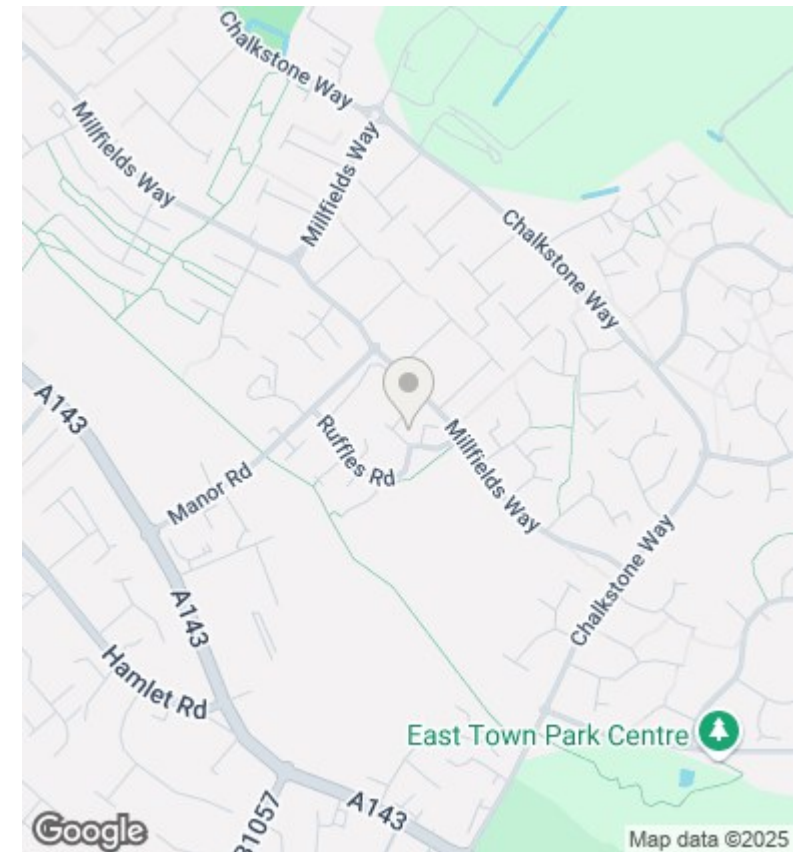 Chalkstone Way
Millfields Way
Millfields Way
Chalkstone Way
A143
Ruffles Rd
Millfields Way
Manor Rd
Chalkstone Way
A143
Hamlet Rd
East Town Park Centre
A143
B1057
Google
Map data ©2025